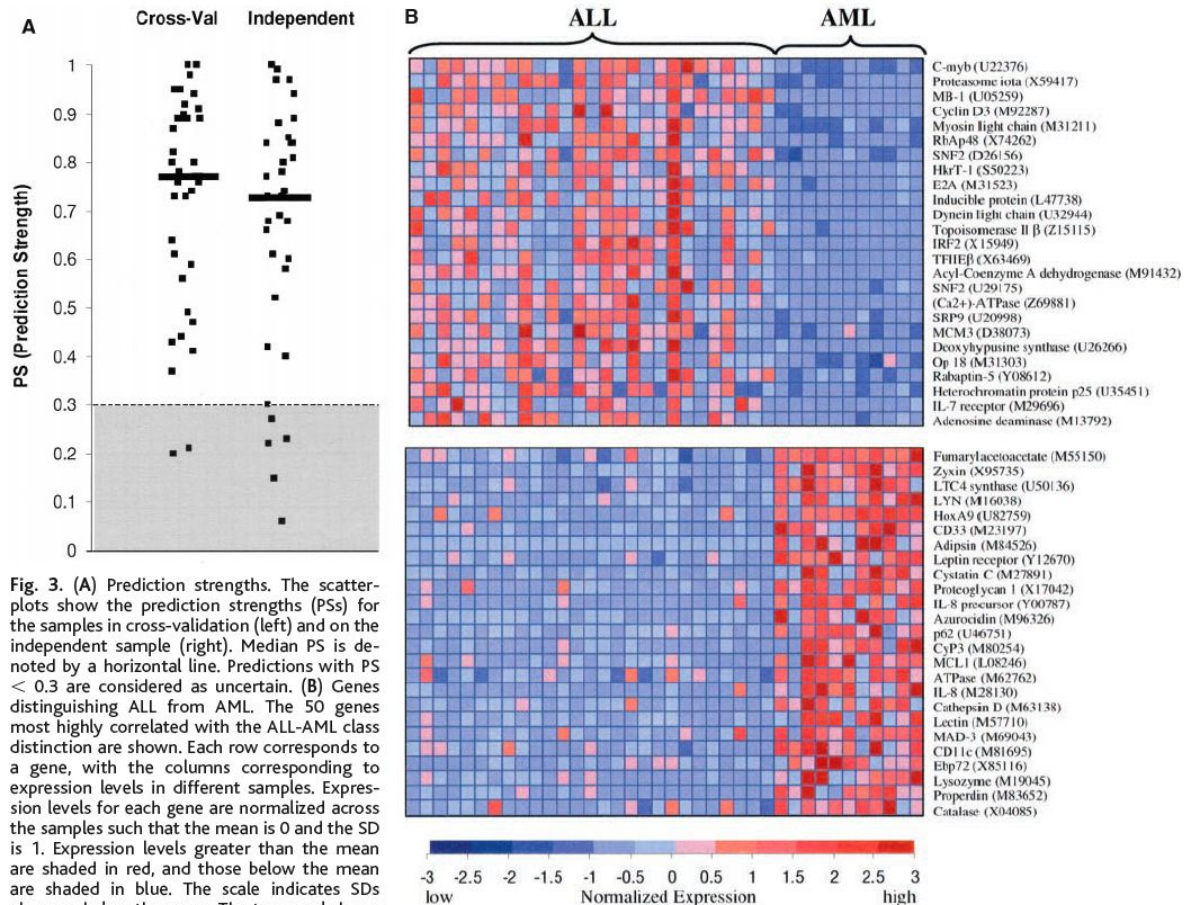 A
Cross-Val Independent
PS (Prediction Strength)
1
0.9
0.8
0.7
0.6
0.5
0.4
0.3
0.2
0.1
0
Fig. 3. (A) Prediction strengths. The scatter-
plots show the prediction strengths (PSs) for
the samples in cross-validation (left) and on the
independent sample (right). Median PS is de-
noted by a horizontal line. Predictions with PS
< 0.3 are considered as uncertain. (B) Genes
distinguishing ALL from AML. The 50 genes
most highly correlated with the ALL-AML class
distinction are shown. Each row corresponds to
a gene, with the columns corresponding to
expression levels in different samples. Expres-
sion levels for each gene are normalized across
the samples such that the mean is 0 and the SD
is 1. Expression levels greater than the mean
are shaded in red, and those below the mean
are shaded in blue. The scale indicates SDs
B
ALL AML
C-myb (U22376)
Proteasome iota (X59417)
MB-1 (U05259)
Cyclin D3 (M92287)
Myosin light chain (M31211)
RbAp48 (X74262)
SNF2 (D26156)
HkrT-1 (S50223)
E2A (M31523)
Inducible protein (L47738)
Dynein light chain (U32944)
Topoisomerase II β (Z15115)
IRF2 (X15949)
TFIIEβ (X63469)
Acyl-Coenzyme A dehydrogenase (M91432)
SNF2 (U29175)
(Ca2+)-ATPase (Z69881)
SRP9 (U20998)
MCM3 (D38073)
Deoxyhypusine synthase (U26266)
Op 18 (M31303)
Rabaptin-5 (Y08612)
Heterochromatin protein p25 (U35451)
IL-7 receptor (M29696)
Adenosine deaminase (M13792)
Fumarylacetoacetate (M55150)
Zyxin (X95735)
LTC4 synthase (U50136)
LYN (M16038)
HoxA9 (U82759)
CD33 (M23197)
Adipsin (M84526)
Leptin receptor (Y12670)
Cystatin C (M27891)
Proteoglycan 1 (X17042)
IL-8 precursor (Y00787)
Azurocidin (M96326)
p62 (U46751)
CyP3 (M80254)
MCL1 (L08246)
ATPase (M62762)
IL-8 (M28130)
Cathepsin D (M63138)
Lectin (M57710)
MAD-3 (M69043)
CD11c (M81695)
Ebp72 (X85116)
Lysozyme (M19045)
Properdin (M83652)
Catalase (X04085)
-3 -2.5 -2 -1.5 -1 -0.5 0 0.5 1 1.5 2 2.5 3
low Normalized Expression high